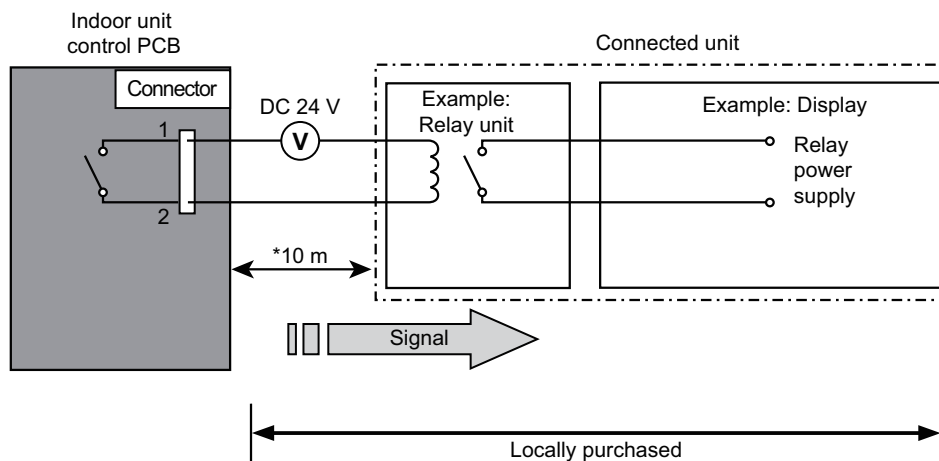 Indoor unit
control PCB
Connector
1
2
DC 24 V
V
*10 m
Connected unit
Example:
Relay unit
Example: Display
Relay
power
supply
Signal
Locally purchased